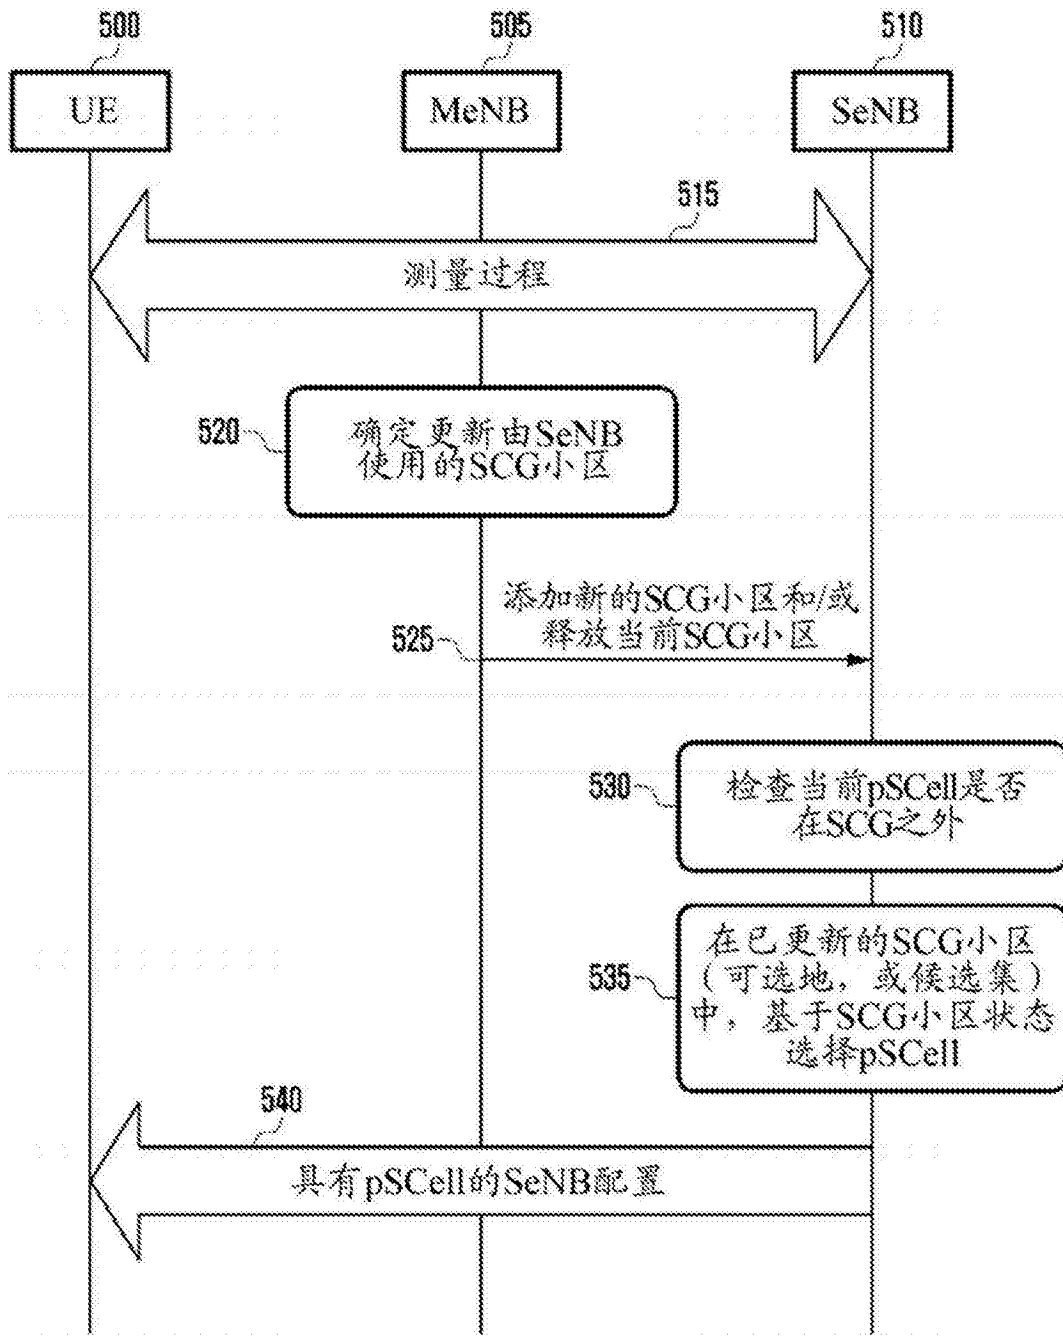 500
505
510
UE
MeNB
SeNB
515
测量过程
520
确定更新由SeNB
使用的SCG小区
添加新的SCG小区和/或
释放当前SCG小区
525
530
检查当前pSCell是否
在SCG之外
535
在已更新的SCG小区
（可选地，或候选集）
中，基于SCG小区状态
选择pSCell
540
具有pSCell的SeNB配置